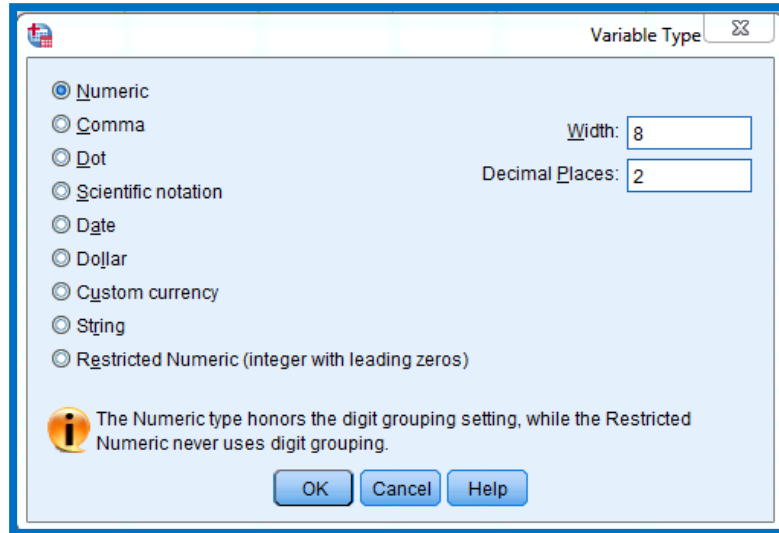 Variable Type
Numeric
Comma
Dot
Scientific notation
Date
Dollar
Custom currency
String
Restricted Numeric (integer with leading zeros)
Width: 8
Decimal Places: 2
The Numeric type honors the digit grouping setting, while the Restricted
Numeric never uses digit grouping.
OK Cancel Help